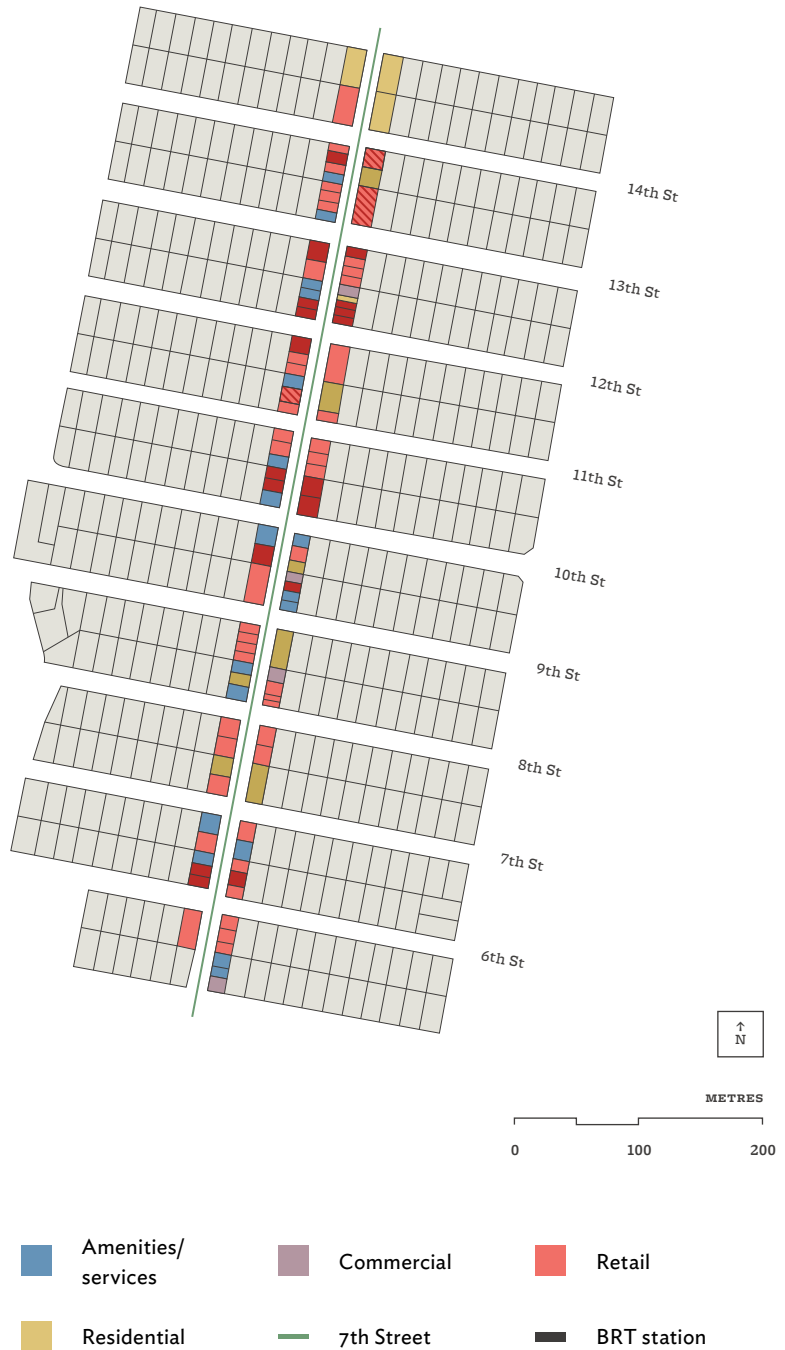 14th St
13th St
12th St
11th St
10th St
9th St
8th St
7th St
6th St
↑
N
METRES
0 100 200
Amenities/
services
Commercial
Retail
Residential
7th Street
BRT station